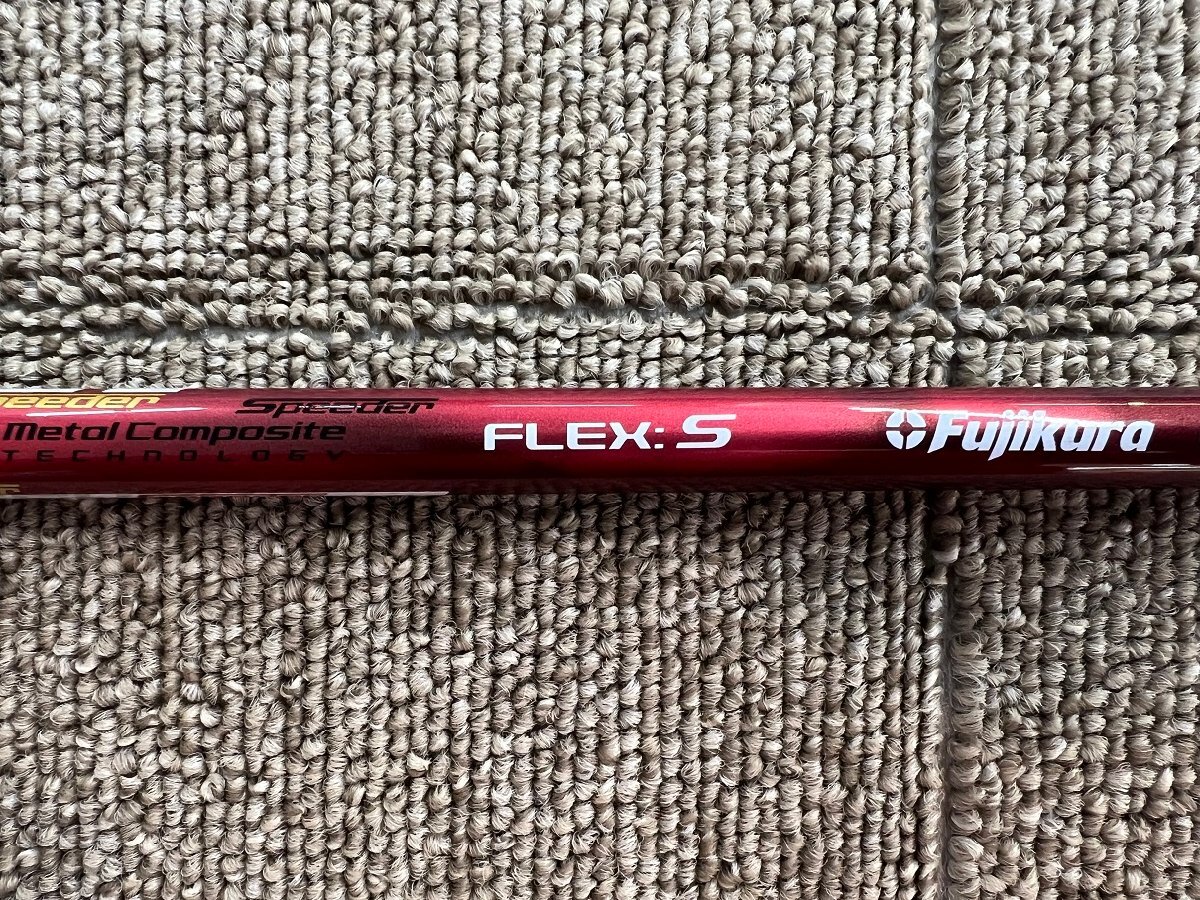 Speeder
Metal Composite
TECHNOLOGY
FLEX: S
Fujikura